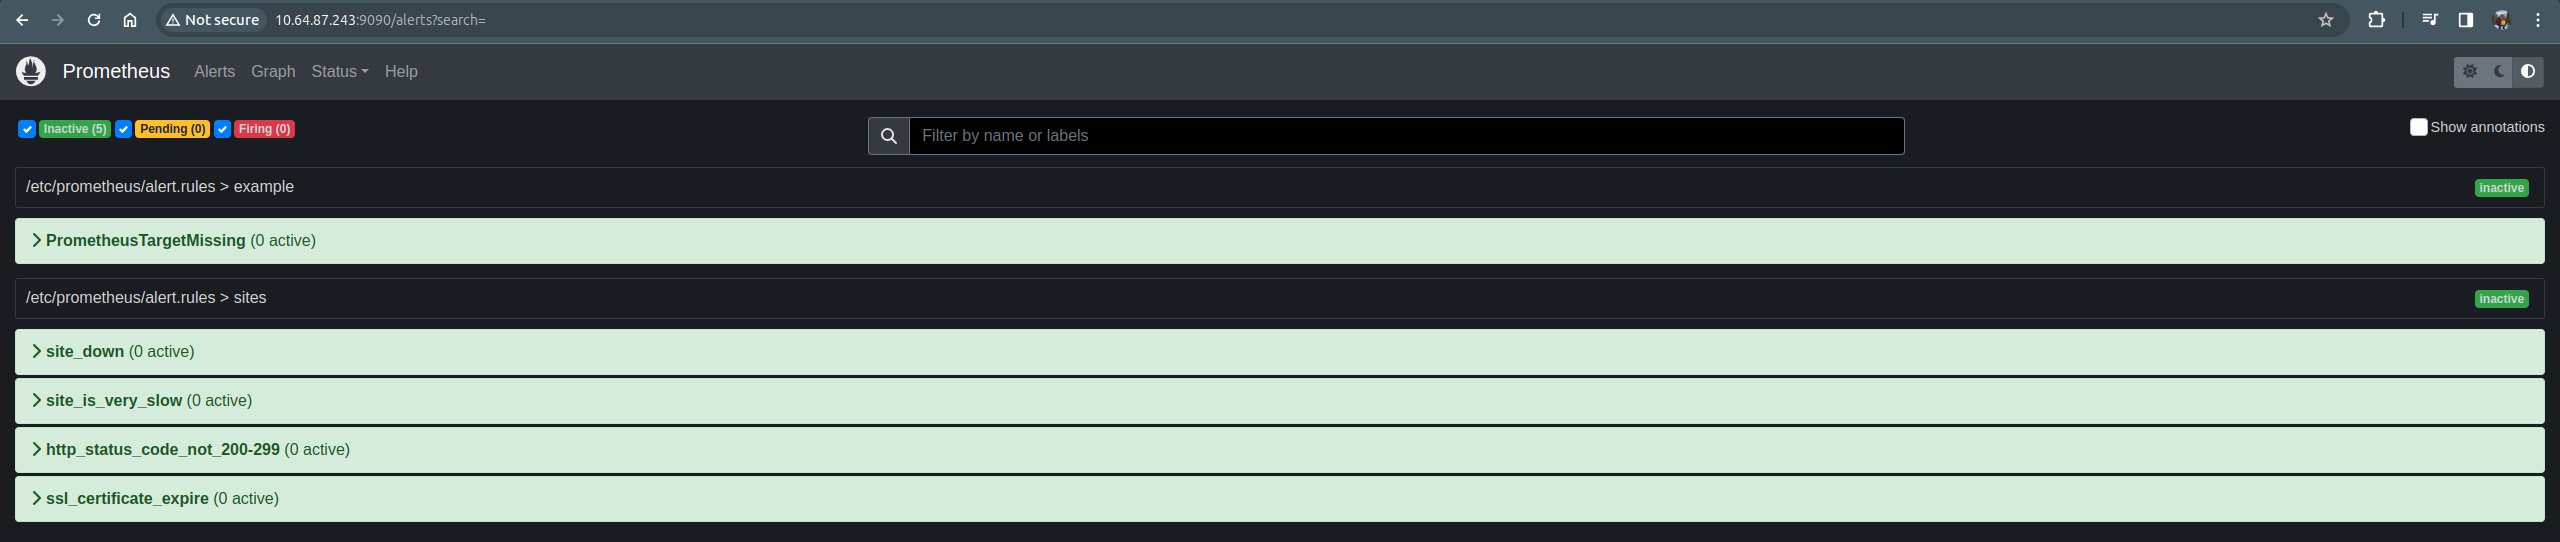 Not secure 10.64.87.243:9090/alerts?search=
Prometheus Alerts Graph Status Help
Inactive (5) Pending (0) Firing (0) Filter by name or labels Show annotations
/etc/prometheus/alert.rules > example inactive
PrometheusTargetMissing (0 active)
/etc/prometheus/alert.rules > sites inactive
site_down (0 active)
site_is_very_slow (0 active)
http_status_code_not_200-299 (0 active)
ssl_certificate_expire (0 active)